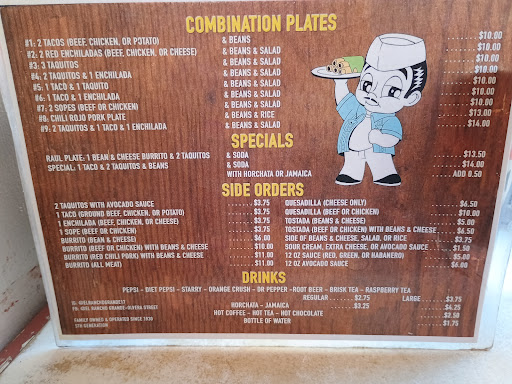 COMBINATION PLATES
#1: 2 TACOS (BEEF, CHICKEN, OR POTATO) & BEANS $10.00
#2: 2 RED ENCHILADAS (BEEF, CHICKEN, OR CHEESE) & BEANS & SALAD $10.00
#3: 3 TAQUITOS & BEANS & SALAD $10.00
#4: 2 TAQUITOS & 1 ENCHILADA & BEANS & SALAD $10.00
#5: 1 TACO & 1 TAQUITO & BEANS & SALAD $10.00
#6: 1 TACO & 1 ENCHILADA & BEANS & SALAD $10.00
#7: 2 SOPES (BEEF OR CHICKEN) & BEANS & SALAD $10.00
#8: CHILI ROJO PORK PLATE & BEANS & RICE $13.00
#9: 2 TAQUITOS & 1 TACO & 1 ENCHILADA & BEANS & SALAD $14.00
SPECIALS
RAUL PLATE: 1 BEAN & CHEESE BURRITO & 2 TAQUITOS & SODA $13.50
SPECIAL: 1 TACO & 2 TAQUITOS & BEANS & SODA $14.00
WITH HORCHATA OR JAMAICA ADD 0.50
SIDE ORDERS
2 TAQUITOS WITH AVOCADO SAUCE $3.75 QUESADILLA (CHEESE ONLY) $6.50
1 TACO (GROUND BEEF, CHICKEN, OR POTATO) $3.75 QUESADILLA (BEEF OR CHICKEN) $10.00
1 ENCHILADA (BEEF, CHICKEN, OR CHEESE) $3.75 TOSTADA (BEANS & CHEESE) $5.00
1 SOPE (BEEF OR CHICKEN) $3.75 TOSTADA (BEEF OR CHICKEN) WITH BEANS & CHEESE $6.50
BURRITO (BEAN & CHEESE) $6.00 SIDE OF BEANS & CHEESE, SALAD, OR RICE $3.75
BURRITO (BEEF OR CHICKEN) WITH BEANS & CHEESE $10.00 SOUR CREAM, EXTRA CHEESE, OR AVOCADO SAUCE $1.50
BURRITO (RED CHILI PORK) WITH BEANS & CHEESE $11.00 12 OZ SAUCE (RED, GREEN, OR HABANERO) $5.00
BURRITO (ALL MEAT) $11.00 12 OZ AVOCADO SAUCE $6.00
DRINKS
PEPSI - DIET PEPSI - STARRY - ORANGE CRUSH - DR PEPPER - ROOT BEER - BRISK TEA - RASPBERRY TEA
REGULAR $2.75 LARGE $3.75
HORCHATA - JAMAICA $3.25 $4.25
HOT COFFEE - HOT TEA - HOT CHOCOLATE $2.50
BOTTLE OF WATER $1.75
FAMILY OWNED & OPERATED SINCE 1930
5TH GENERATION